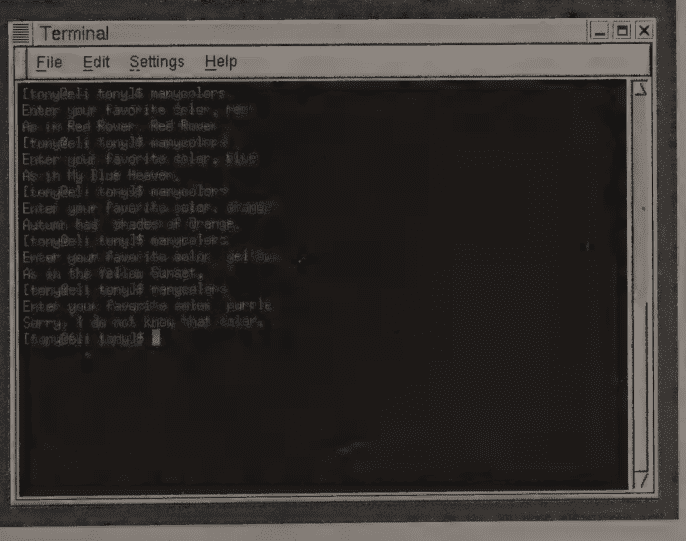 Terminal
File Edit Settings Help
[tony@eli tony]$ manycolors
Enter your favorite color, red
As in Red Rover, Red Rover
[tony@eli tony]$ manycolors
Enter your favorite color, blue
As in My Blue Heaven.
[tony@eli tony]$ manycolors
Enter your favorite color, orange
Autumn has shades of Orange.
[tony@eli tony]$ manycolors
Enter your favorite color yellow
As in the Yellow Sunset.
[tony@eli tony]$ manycolors
Enter your favorite color purple
Sorry, I do not know that color.
[tony@eli tony]$